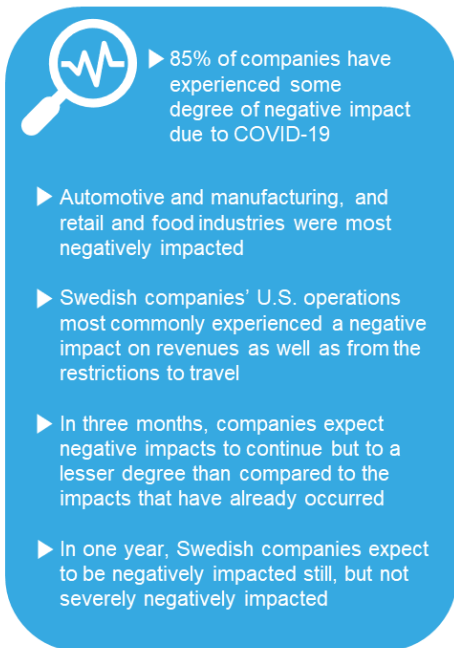 85% of companies have
experienced some
degree of negative impact
due to COVID-19
Automotive and manufacturing, and
retail and food industries were most
negatively impacted
Swedish companies' U.S. operations
most commonly experienced a negative
impact on revenues as well as from the
restrictions to travel
In three months, companies expect
negative impacts to continue but to a
lesser degree than compared to the
impacts that have already occurred
In one year, Swedish companies expect
to be negatively impacted still, but not
severely negatively impacted